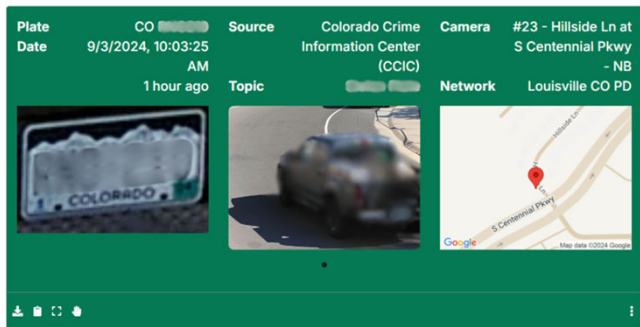 Plate CO
Date 9/3/2024, 10:03:25
AM
1 hour ago
Source Colorado Crime
Information Center
(CCIC)
Topic
Camera #23 - Hillside Ln at
S Centennial Pkwy
- NB
Network Louisville CO PD
COLORADO
Hillside Ln
S Centennial Pkwy
Google
Map data ©2024 Google